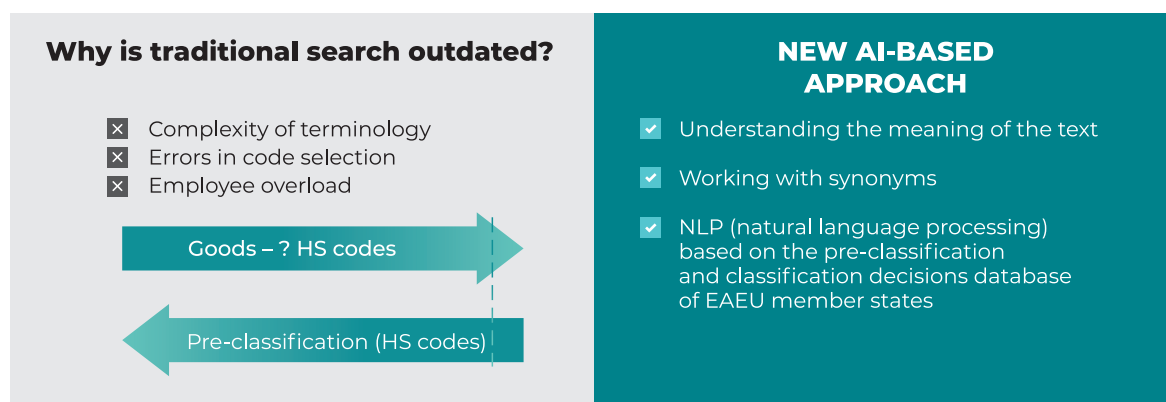 Why is traditional search outdated?
Complexity of terminology
Errors in code selection
Employee overload
Goods – ? HS codes
Pre-classification (HS codes)
NEW AI-BASED
APPROACH
Understanding the meaning of the text
Working with synonyms
NLP (natural language processing)
based on the pre-classification
and classification decisions database
of EAEU member states